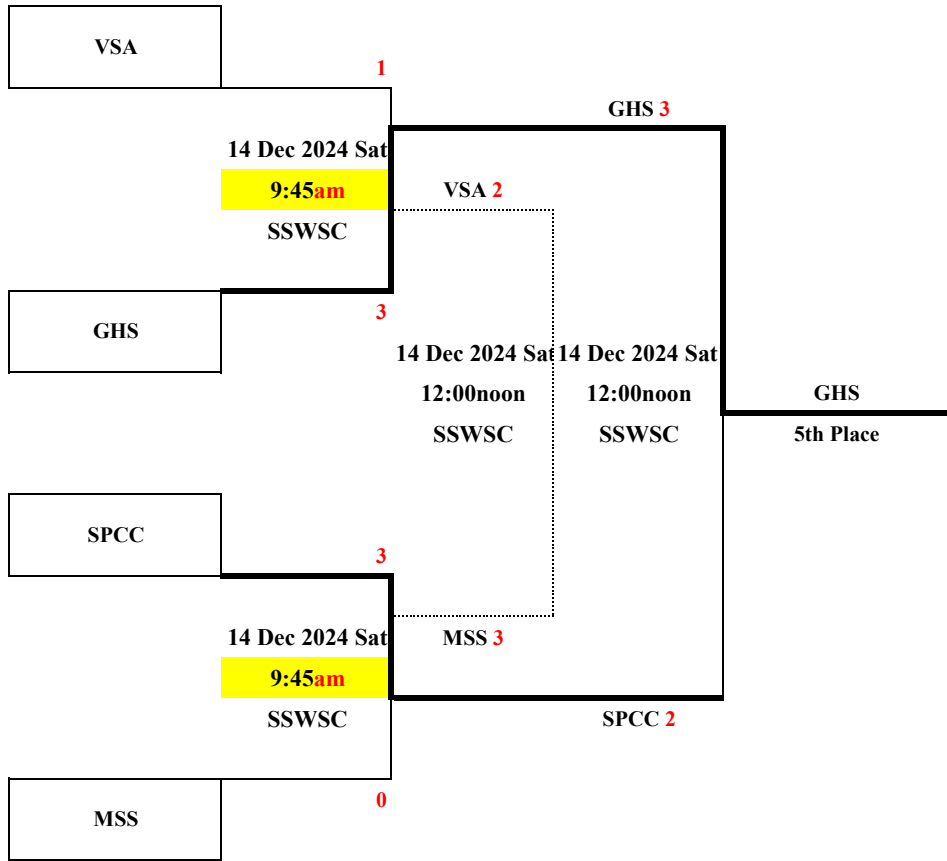 VSA
1
GHS 3
14 Dec 2024 Sat
9:45am
VSA 2
SSWSC
GHS
3
14 Dec 2024 Sat
12:00noon
SSWSC
14 Dec 2024 Sat
12:00noon
SSWSC
GHS
5th Place
SPCC
3
14 Dec 2024 Sat
MSS 3
9:45am
SSWSC
SPCC 2
0
MSS